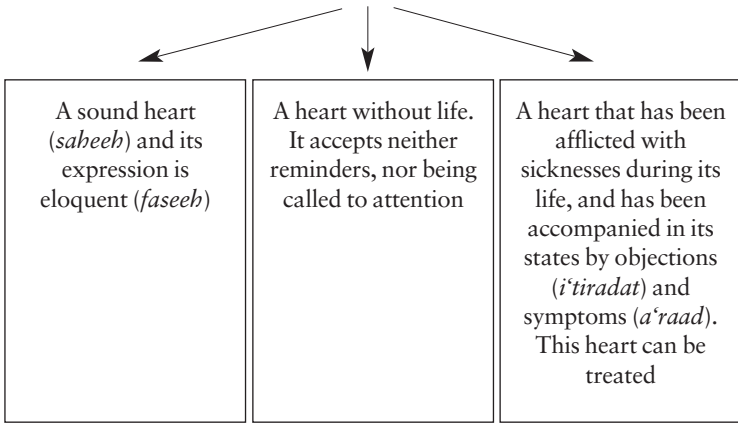 A sound heart
(saheeh) and its
expression is
eloquent (faseeh)
A heart without life.
It accepts neither
reminders, nor being
called to attention
A heart that has been
afflicted with
sicknesses during its
life, and has been
accompanied in its
states by objections
(i‘tiradat) and
symptoms (a‘raad).
This heart can be
treated